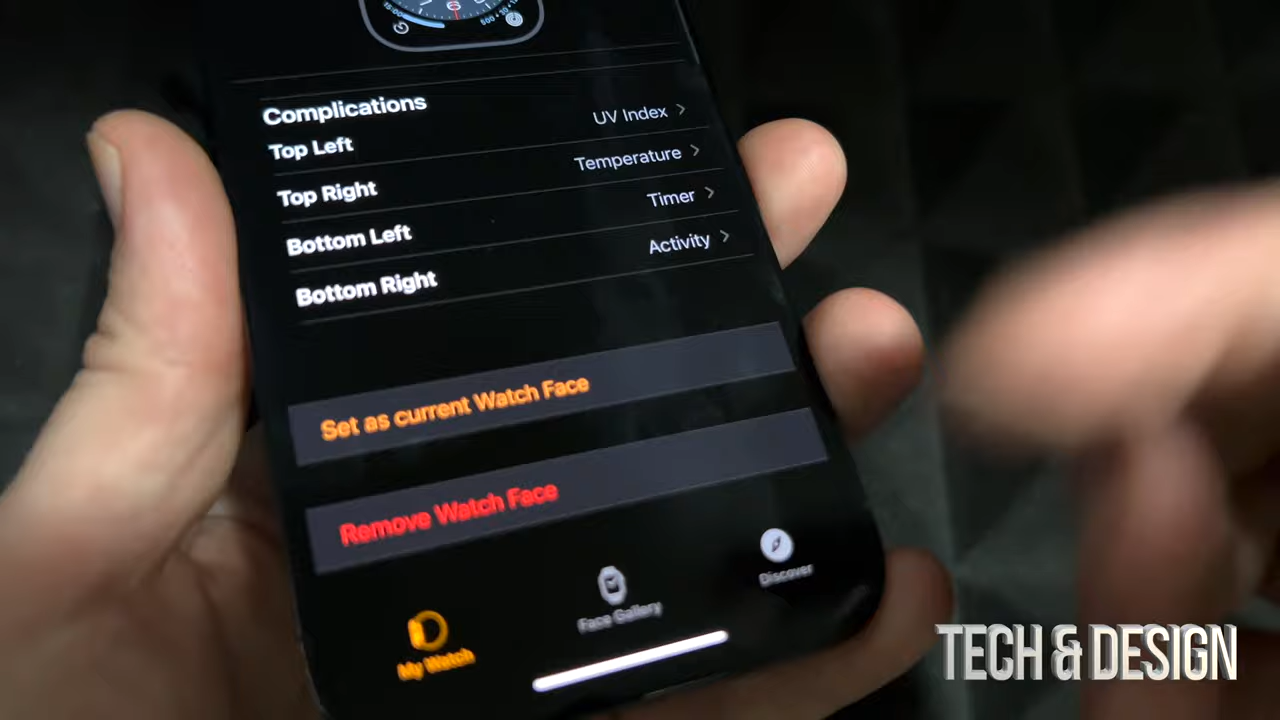 Complications
Top Left UV Index
Top Right Temperature
Bottom Left Timer
Bottom Right Activity
Set as current Watch Face
Remove Watch Face
My Watch
Face Gallery
Discover
TECH & DESIGN